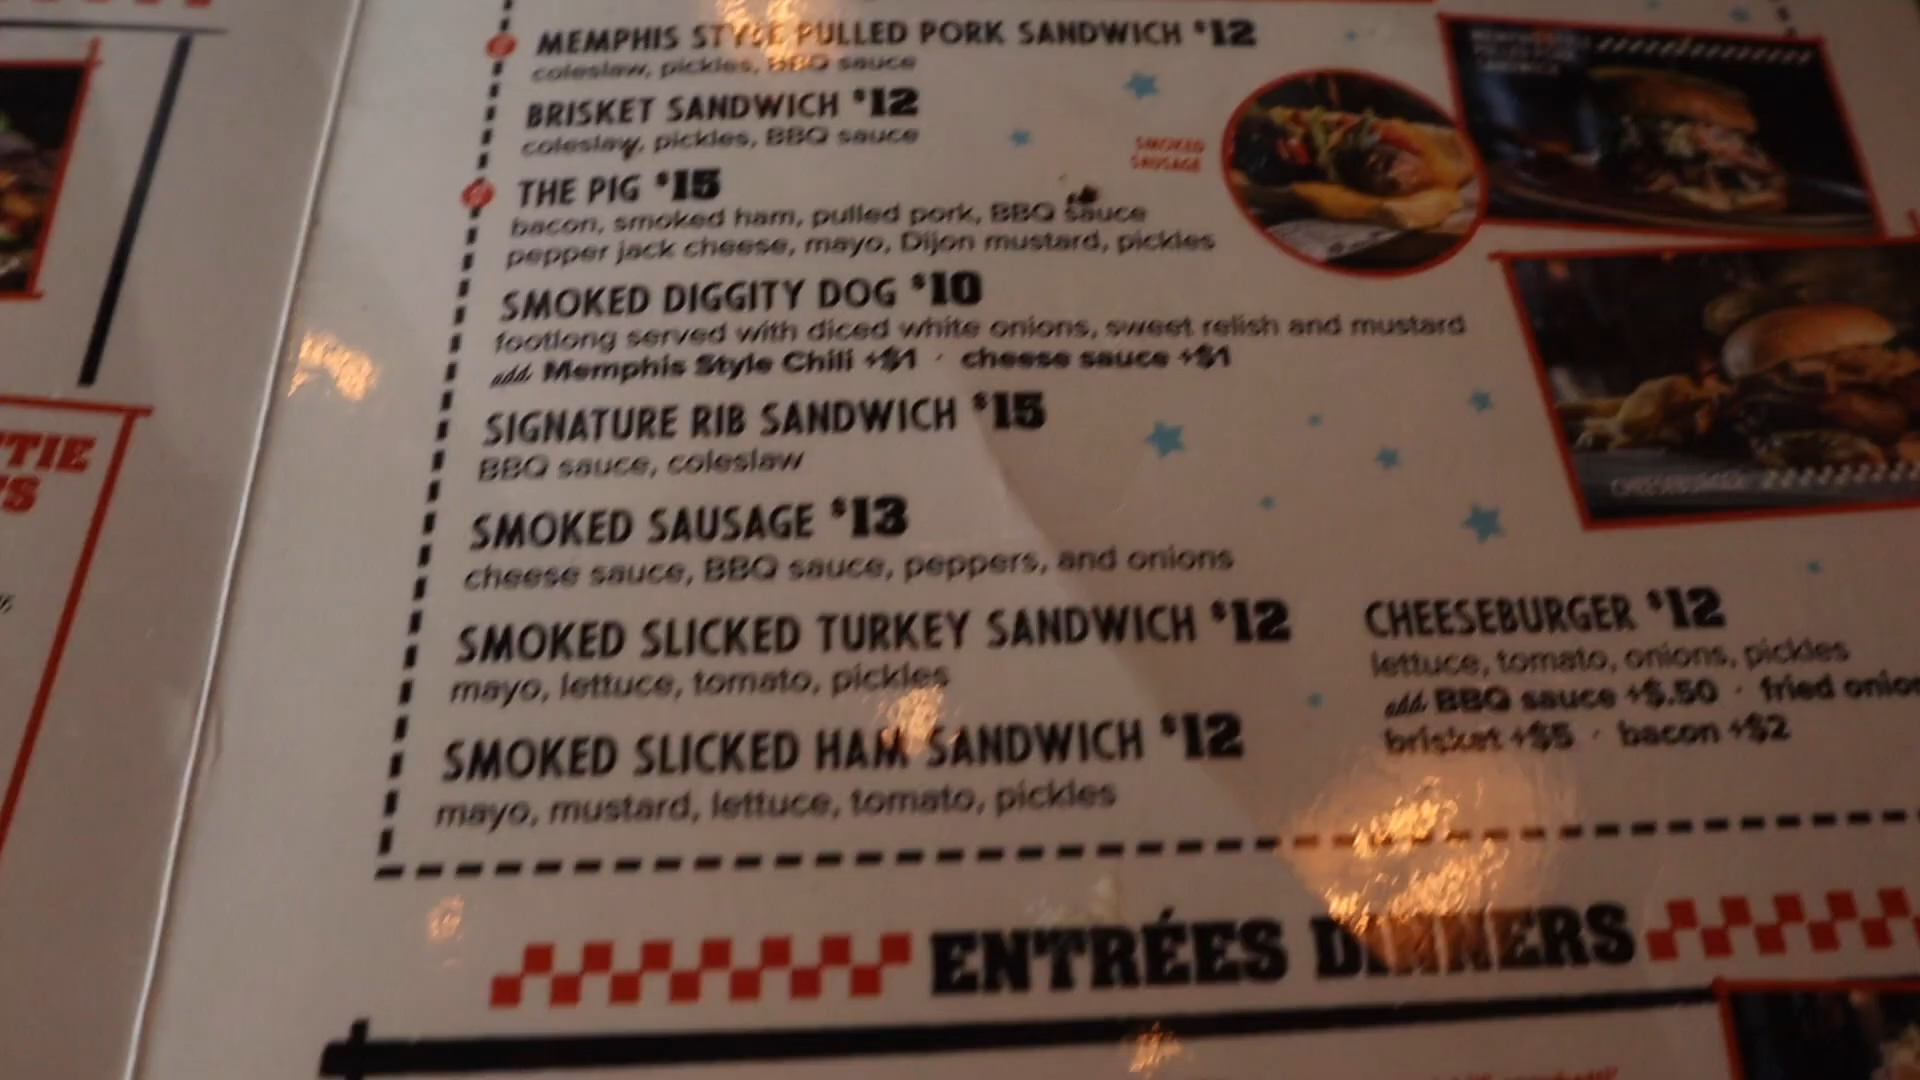 MEMPHIS STYLE PULLED PORK SANDWICH $12
coleslaw, pickles, BBQ sauce
BRISKET SANDWICH $12
coleslaw, pickles, BBQ sauce
THE PIG $15
bacon, smoked ham, pulled pork, BBQ sauce
pepper jack cheese, mayo, Dijon mustard, pickles
SMOKED DIGGITY DOG $10
footlong served with diced white onions, sweet relish and mustard
add Memphis Style Chili +$1 · cheese sauce +$1
SIGNATURE RIB SANDWICH $15
BBQ sauce, coleslaw
SMOKED SAUSAGE $13
cheese sauce, BBQ sauce, peppers, and onions
SMOKED SLICKED TURKEY SANDWICH $12
mayo, lettuce, tomato, pickles
SMOKED SLICKED HAM SANDWICH $12
mayo, mustard, lettuce, tomato, pickles
SMOKED
SAUSAGE
MEMPHIS
PULLED PORK
SANDWICH
CHEESEBURGER
CHEESEBURGER $12
lettuce, tomato, onions, pickles
add BBQ sauce +$.50 · fried
brisket +$5 · bacon +$2
ENTRÉES DINNERS